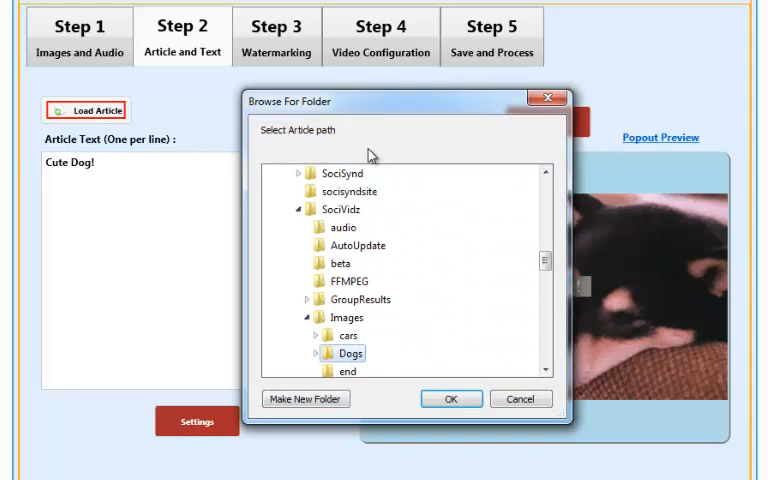 Step 1
Images and Audio
Step 2
Article and Text
Step 3
Watermarking
Step 4
Video Configuration
Step 5
Save and Process
Load Article
Article Text (One per line) :
Cute Dog!
Settings
Popout Preview
Browse For Folder
Select Article path
SociSynd
socisyndsite
SociVidz
audio
AutoUpdate
beta
FFMPEG
GroupResults
Images
cars
Dogs
end
Make New Folder
OK
Cancel